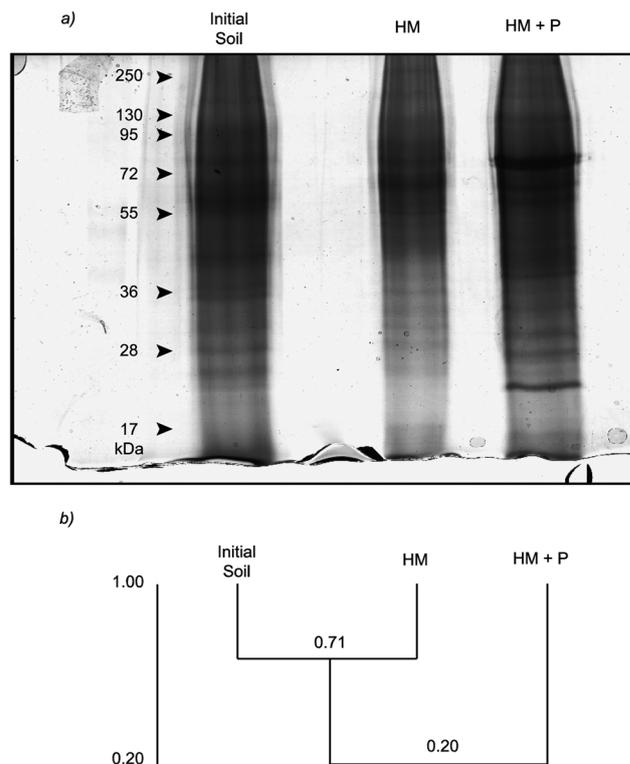 a)
Initial
Soil
HM
HM + P
250
130
95
72
55
36
28
17
kDa
b)
Initial
Soil
HM
HM + P
1.00
0.71
0.20
0.20